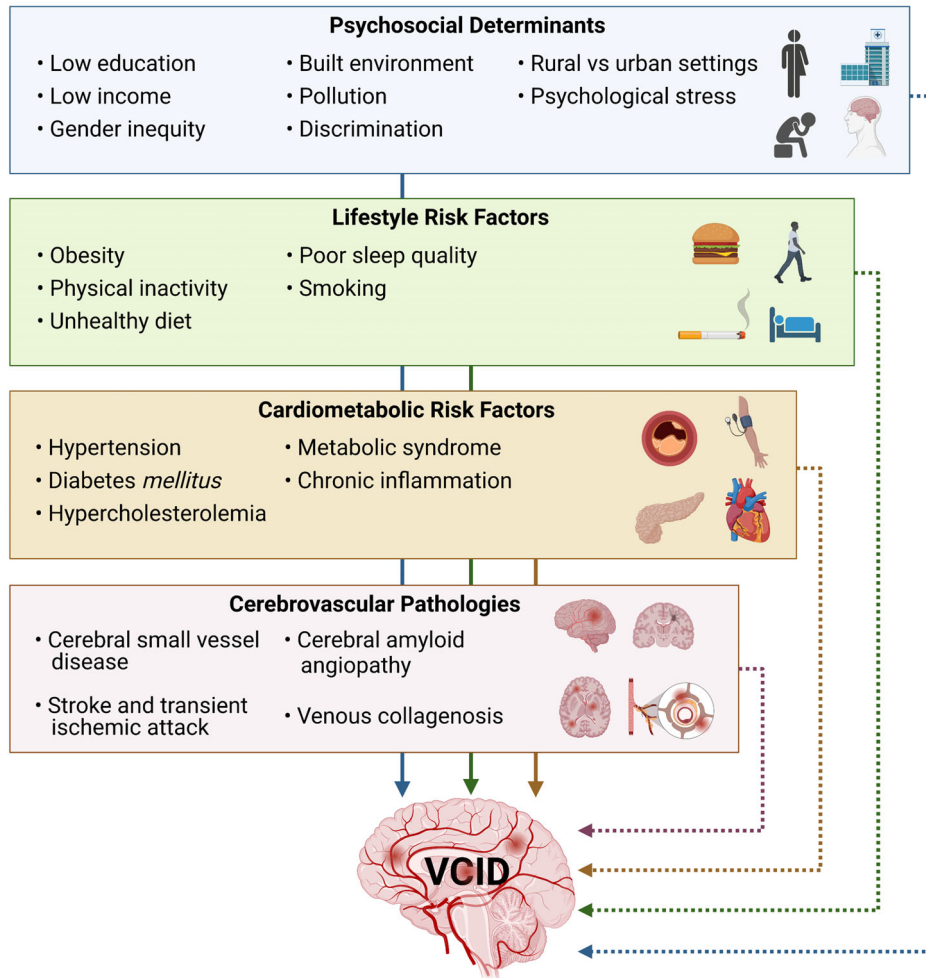 Psychosocial Determinants
• Low education
• Low income
• Gender inequity
• Built environment
• Pollution
• Discrimination
• Rural vs urban settings
• Psychological stress
Lifestyle Risk Factors
• Obesity
• Physical inactivity
• Unhealthy diet
• Poor sleep quality
• Smoking
Cardiometabolic Risk Factors
• Hypertension
• Diabetes mellitus
• Hypercholesterolemia
• Metabolic syndrome
• Chronic inflammation
Cerebrovascular Pathologies
• Cerebral small vessel
disease
• Stroke and transient
ischemic attack
• Cerebral amyloid
angiopathy
• Venous collagenosis
VCID